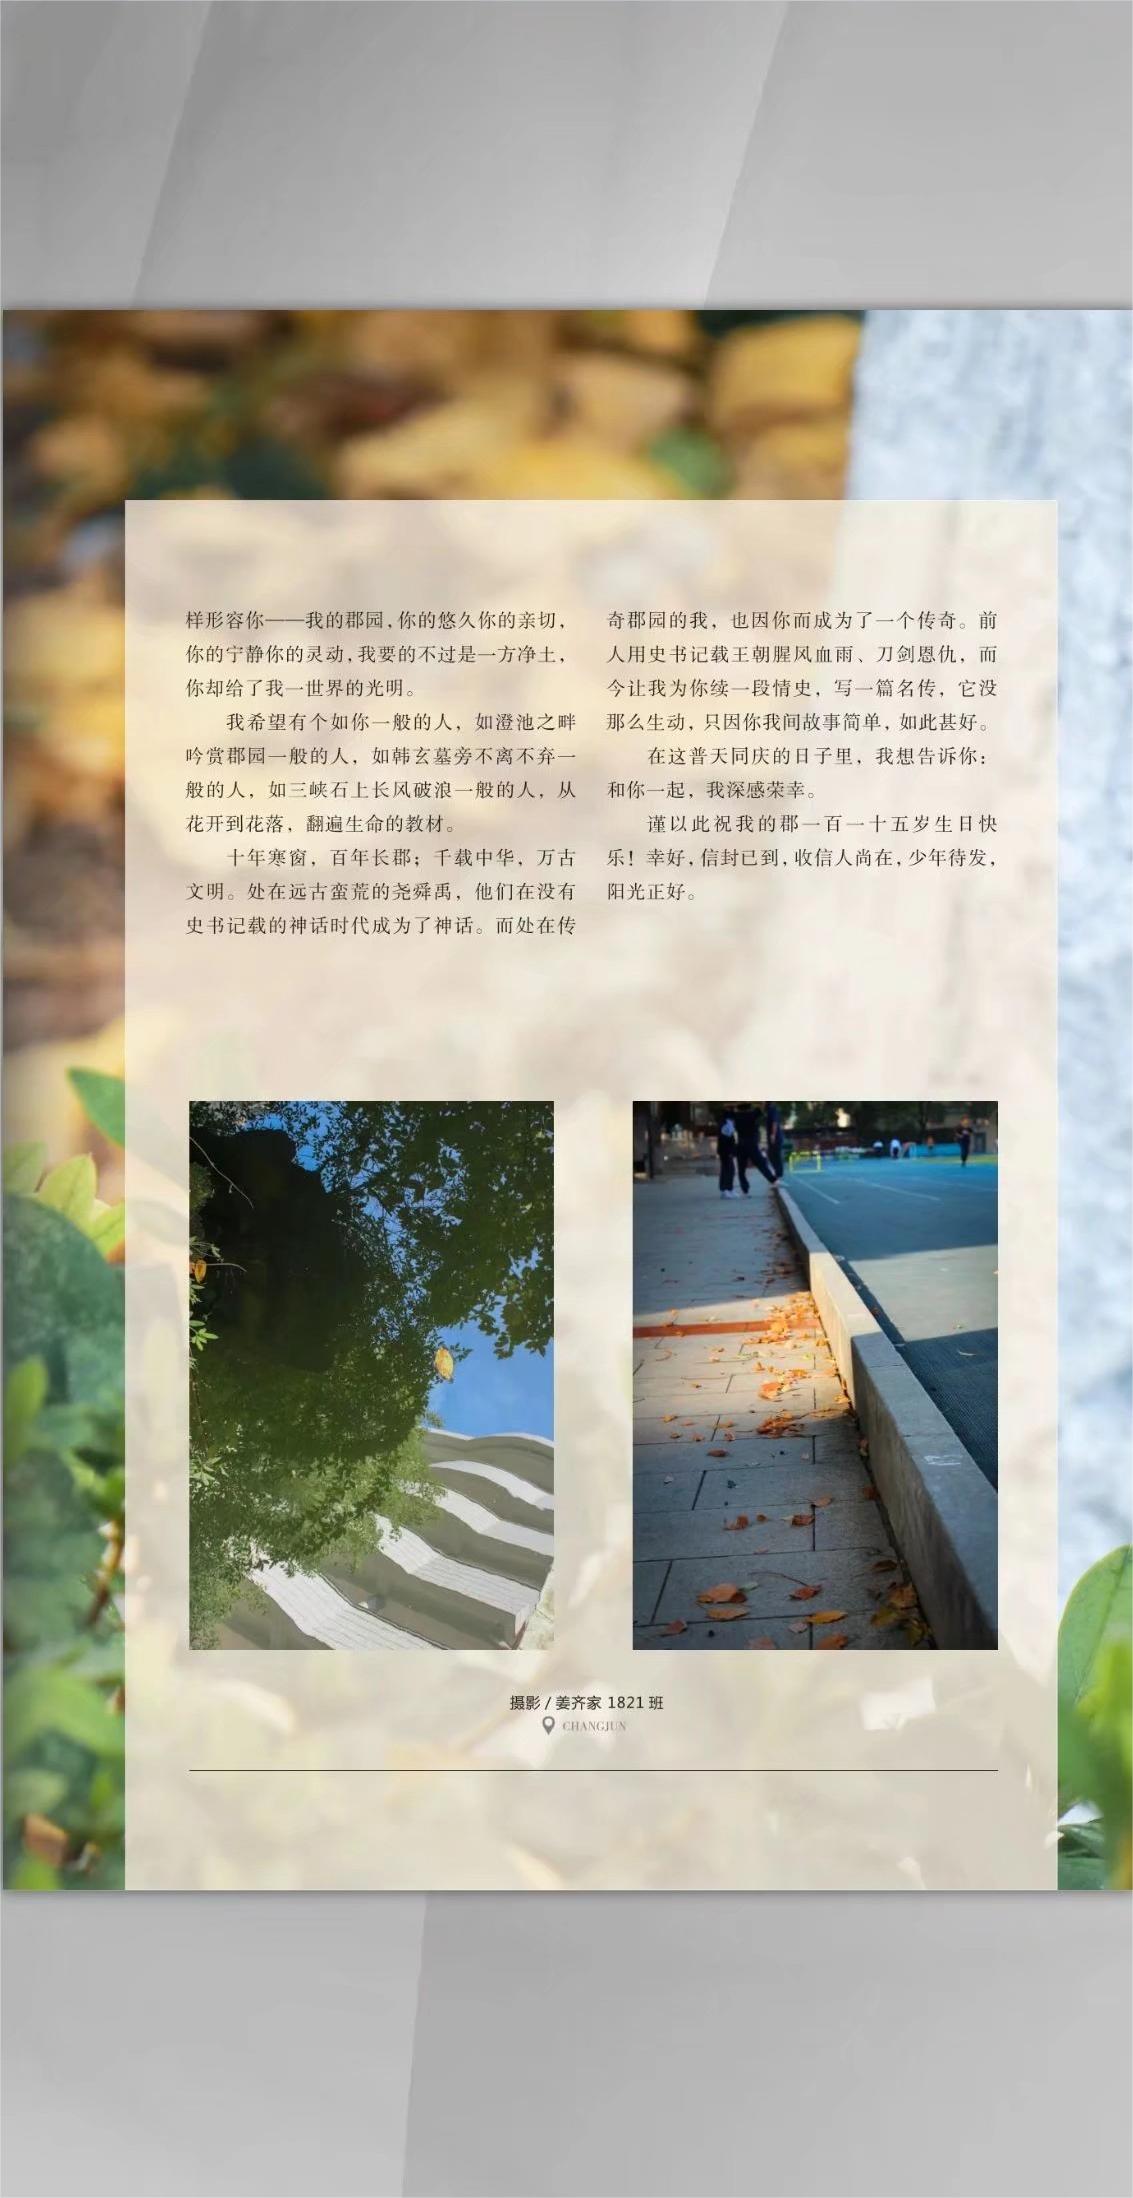 样形容你——我的郡园，你的悠久你的亲切，
你的宁静你的灵动，我要的不过是一方净土，
你却给了我一世界的光明。
我希望有个如你一般的人，如澄池之畔
吟赏郡园一般的人，如韩玄墓旁不离不弃一
般的人，如三峡石上长风破浪一般的人，从
花开到花落，翻遍生命的教材。
十年寒窗，百年长郡；千载中华，万古
文明。处在远古蛮荒的尧舜禹，他们在没有
史书记载的神话时代成为了神话。而处在传
奇郡园的我，也因你而成为了一个传奇。前
人用史书记载王朝腥风血雨、刀剑恩仇，而
今让我为你续一段情史，写一篇名传，它没
那么生动，只因你我间故事简单，如此甚好。
在这普天同庆的日子里，我想告诉你：
和你一起，我深感荣幸。
谨以此祝我的郡一百一十五岁生日快
乐！幸好，信封已到，收信人尚在，少年待发，
阳光正好。
摄影 / 姜齐家 1821 班
CHANGJUN